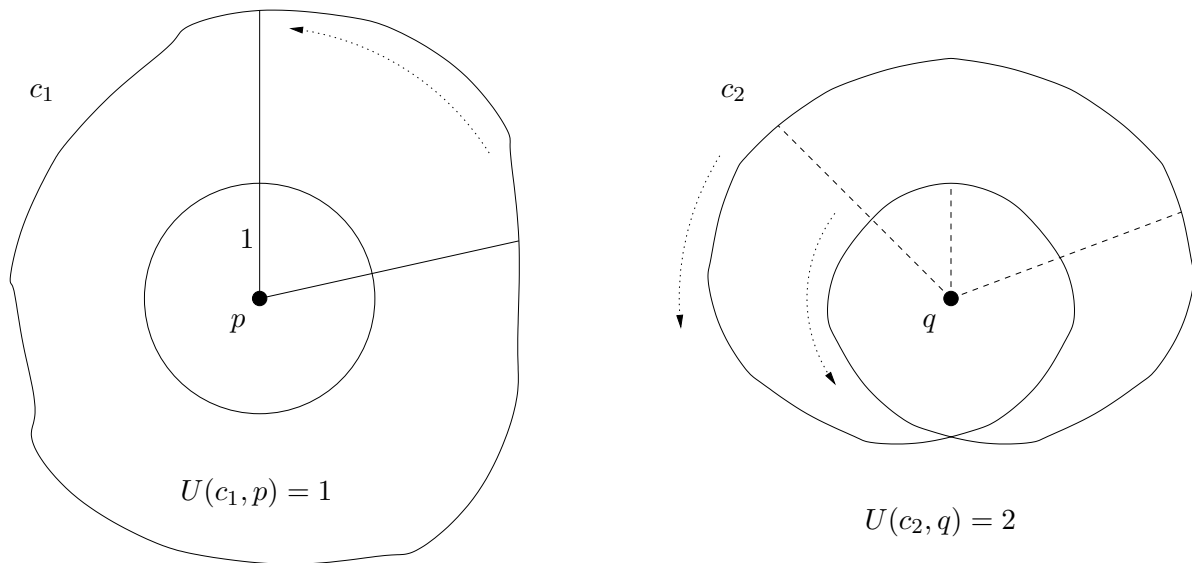 c₁
1
p
U(c₁, p) = 1
c₂
q
U(c₂, q) = 2